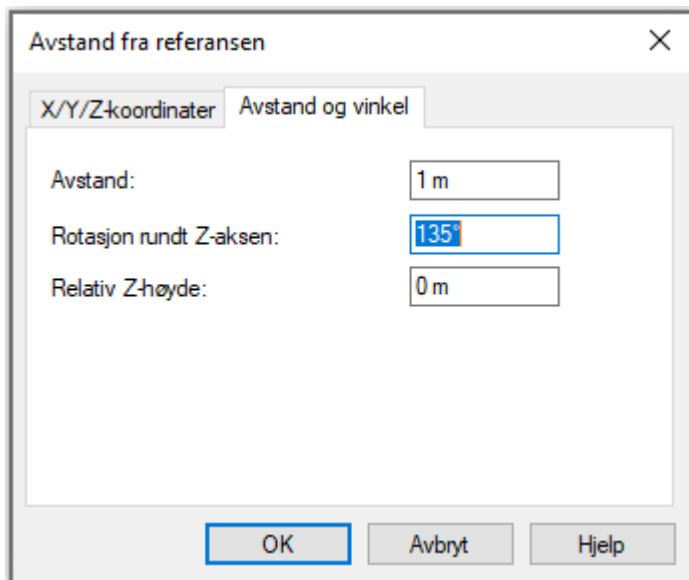 Avstand fra referansen
X/Y/Z-koordinater Avstand og vinkel
Avstand: 1 m
Rotasjon rundt Z-aksen: 135°
Relativ Z-høyde: 0 m
OK Avbryt Hjelp